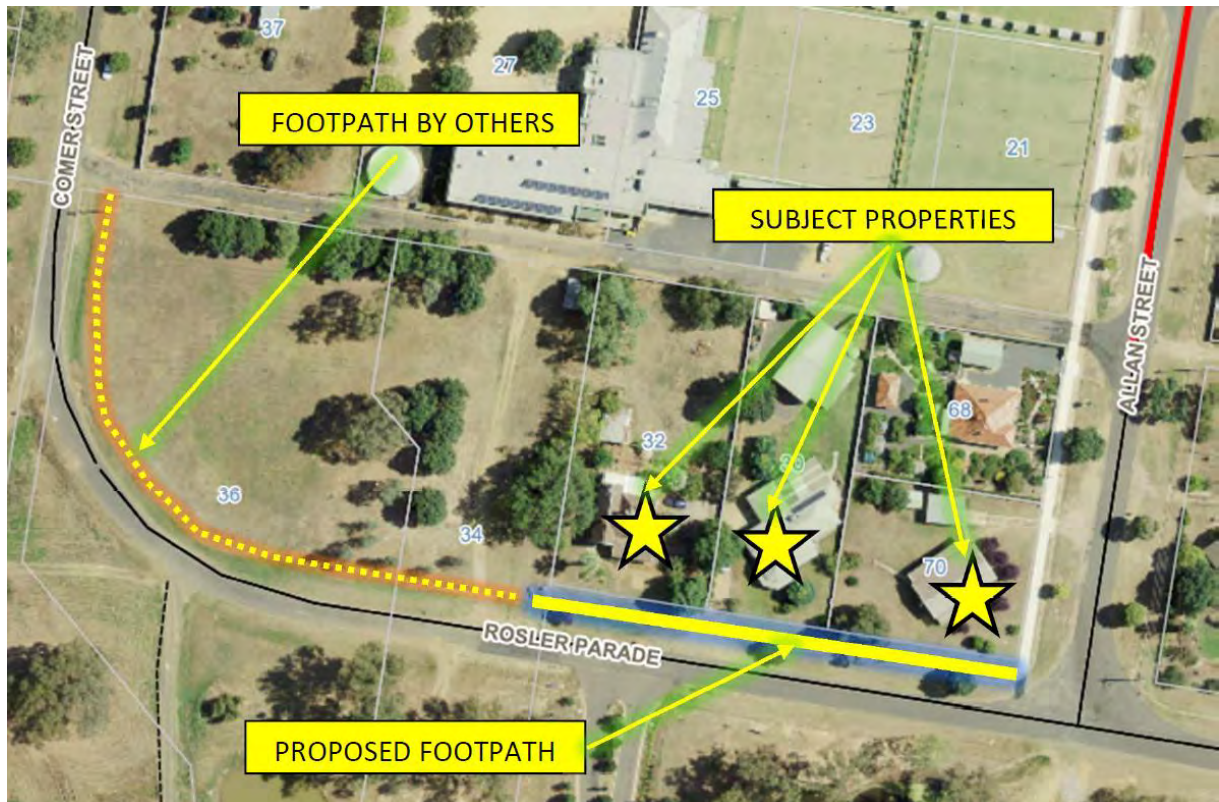 37
27
COMER STREET
FOOTPATH BY OTHERS
25
23
21
SUBJECT PROPERTIES
ALLAN STREET
68
32
30
36
34
70
ROSLER PARADE
PROPOSED FOOTPATH